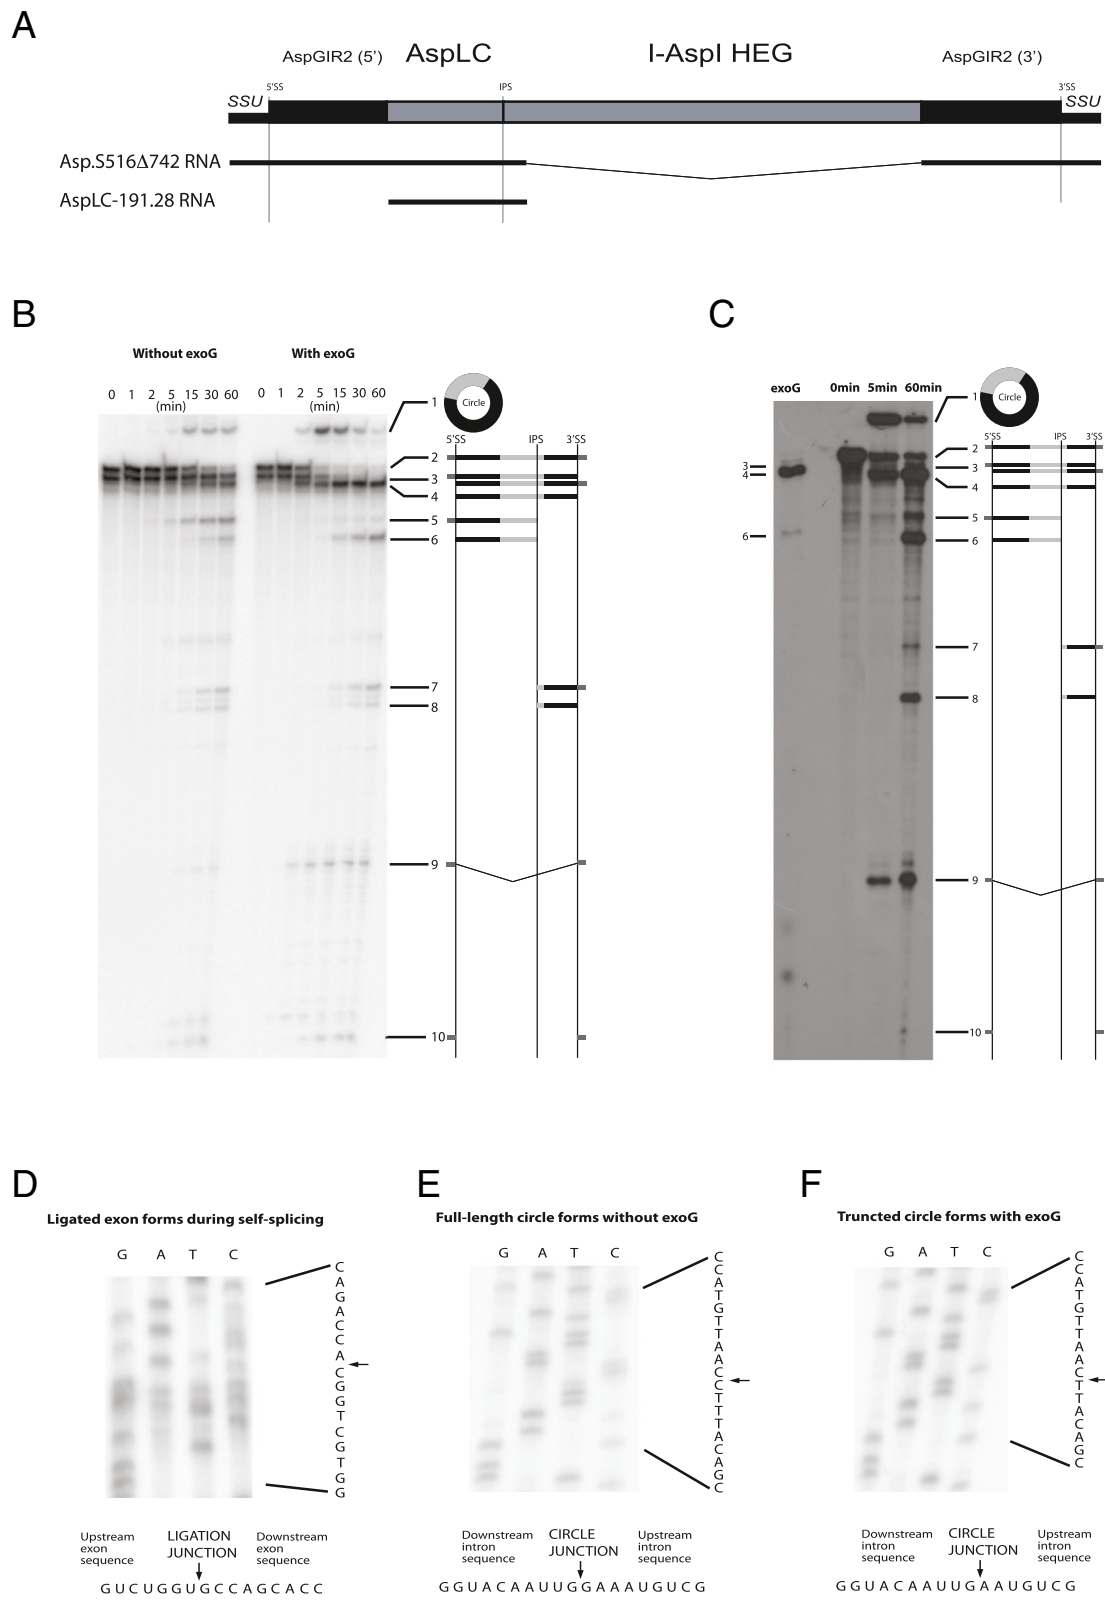 A
AspGIR2 (5’) AspLC I-AspI HEG AspGIR2 (3’)
5’SS IPS 3’SS
SSU SSU
Asp.S516Δ742 RNA
AspLC-191.28 RNA
B
Without exoG With exoG
0 1 2 5 15 30 60 0 1 2 5 15 30 60
(min) (min)
1 Circle
5’SS IPS 3’SS
2
3
4
5
6
7
8
9
10
C
exoG 0min 5min 60min
1 Circle
5’SS IPS 3’SS
2
3 3
4 4
5
6 6
7
8
9
10
D
Ligated exon forms during self-splicing
G A T C
C
A
G
A
C
C
A
C
G
G
T
C
G
T
G
G
Upstream exon sequence
LIGATION JUNCTION
Downstream exon sequence
G U C U G G U G C C A G C A C C
E
Full-length circle forms without exoG
G A T C
C
C
A
T
G
T
T
A
A
C
C
T
T
T
A
C
A
G
C
Downstream intron sequence
CIRCLE JUNCTION
Upstream intron sequence
G G U A C A A U U G G A A A U G U C G
F
Truncted circle forms with exoG
G A T C
C
C
A
T
G
T
T
A
A
C
T
T
A
C
A
G
C
Downstream intron sequence
CIRCLE JUNCTION
Upstream intron sequence
G G U A C A A U U G A A U G U C G